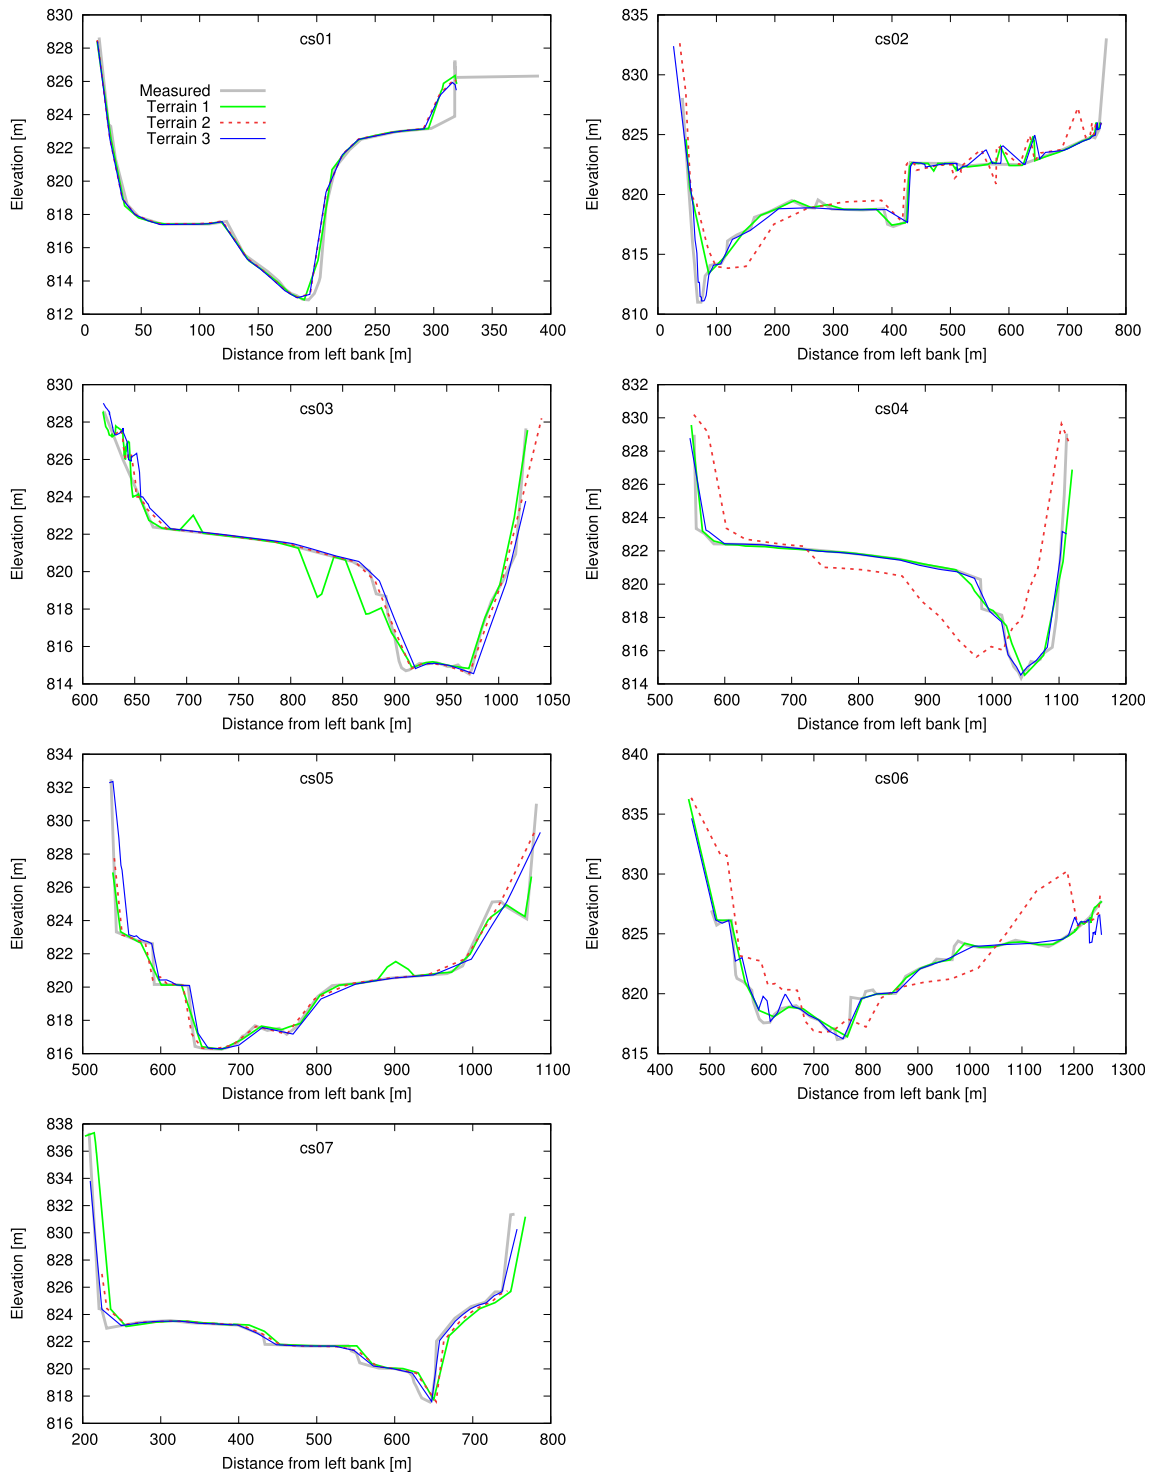 cs01
830
828
826
824
822
820
818
816
814
812
0 50 100 150 200 250 300 350 400
Elevation [m]
Distance from left bank [m]
Measured
Terrain 1
Terrain 2
Terrain 3
cs02
835
830
825
820
815
810
0 100 200 300 400 500 600 700 800
Elevation [m]
Distance from left bank [m]
cs03
830
828
826
824
822
820
818
816
814
600 650 700 750 800 850 900 950 1000 1050
Elevation [m]
Distance from left bank [m]
cs04
832
830
828
826
824
822
820
818
816
814
500 600 700 800 900 1000 1100 1200
Elevation [m]
Distance from left bank [m]
cs05
834
832
830
828
826
824
822
820
818
816
500 600 700 800 900 1000 1100
Elevation [m]
Distance from left bank [m]
cs06
840
835
830
825
820
815
400 500 600 700 800 900 1000 1100 1200 1300
Elevation [m]
Distance from left bank [m]
cs07
838
836
834
832
830
828
826
824
822
820
818
816
200 300 400 500 600 700 800
Elevation [m]
Distance from left bank [m]